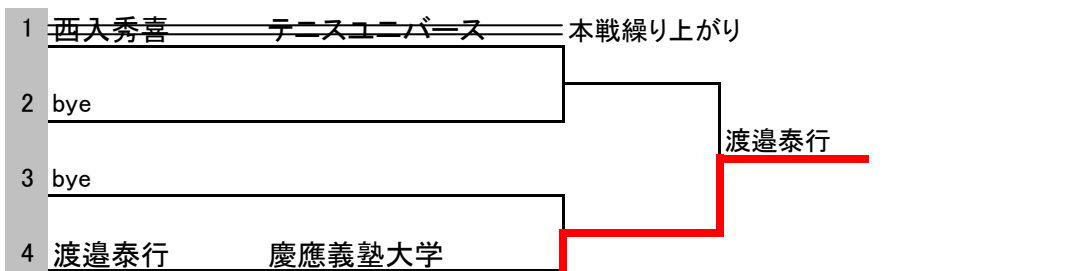 1 西入秀喜 テニスユニバース 本戦繰り上がり
2 bye
渡邉泰行
3 bye
4 渡邉泰行 慶應義塾大学